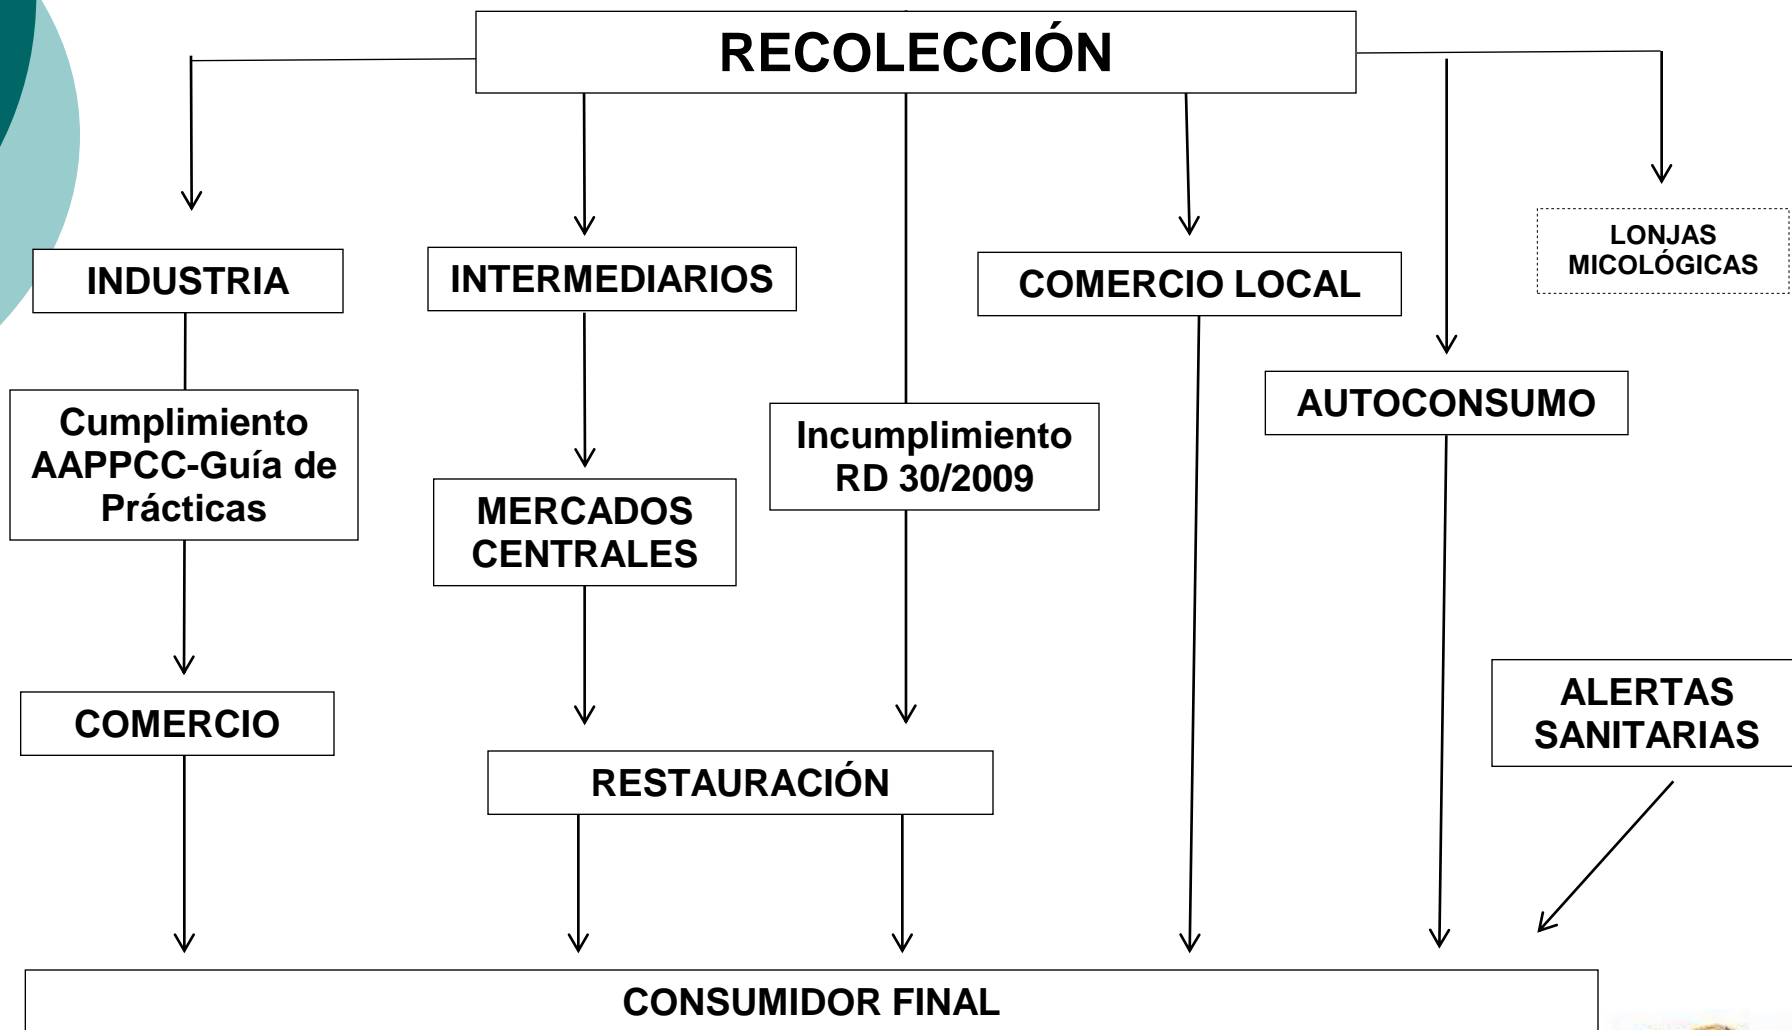 RECOLECCIÓN
LONJAS
MICOLÓGICAS
INDUSTRIA
INTERMEDIARIOS
COMERCIO LOCAL
Cumplimiento
AAPPCC-Guía de
Prácticas
Incumplimiento
RD 30/2009
AUTOCONSUMO
MERCADOS
CENTRALES
COMERCIO
ALERTAS
SANITARIAS
RESTAURACIÓN
CONSUMIDOR FINAL